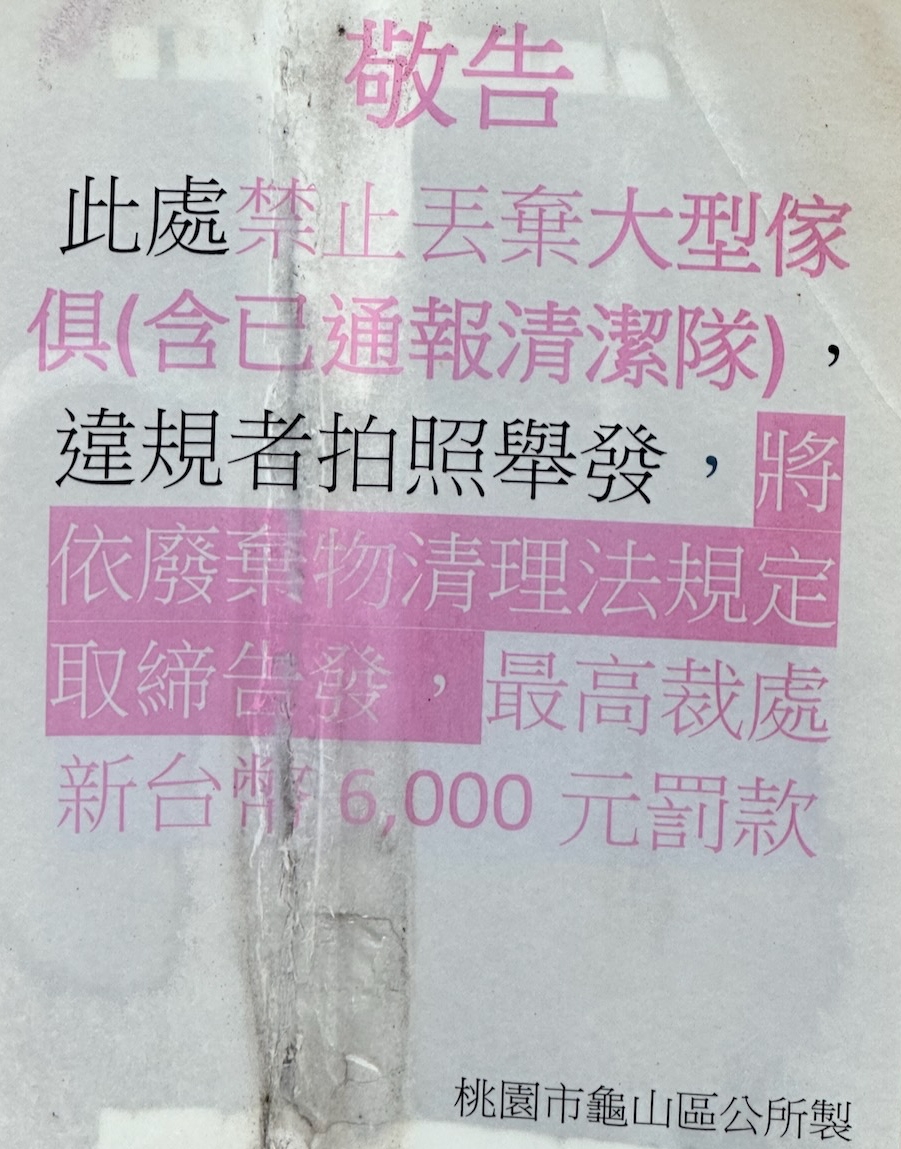 敬告
此處禁止丟棄大型傢
俱(含已通報清潔隊)，
違規者拍照舉發，將
依廢棄物清理法規定
取締告發，最高裁處
新台幣 6,000 元罰款
桃園市龜山區公所製